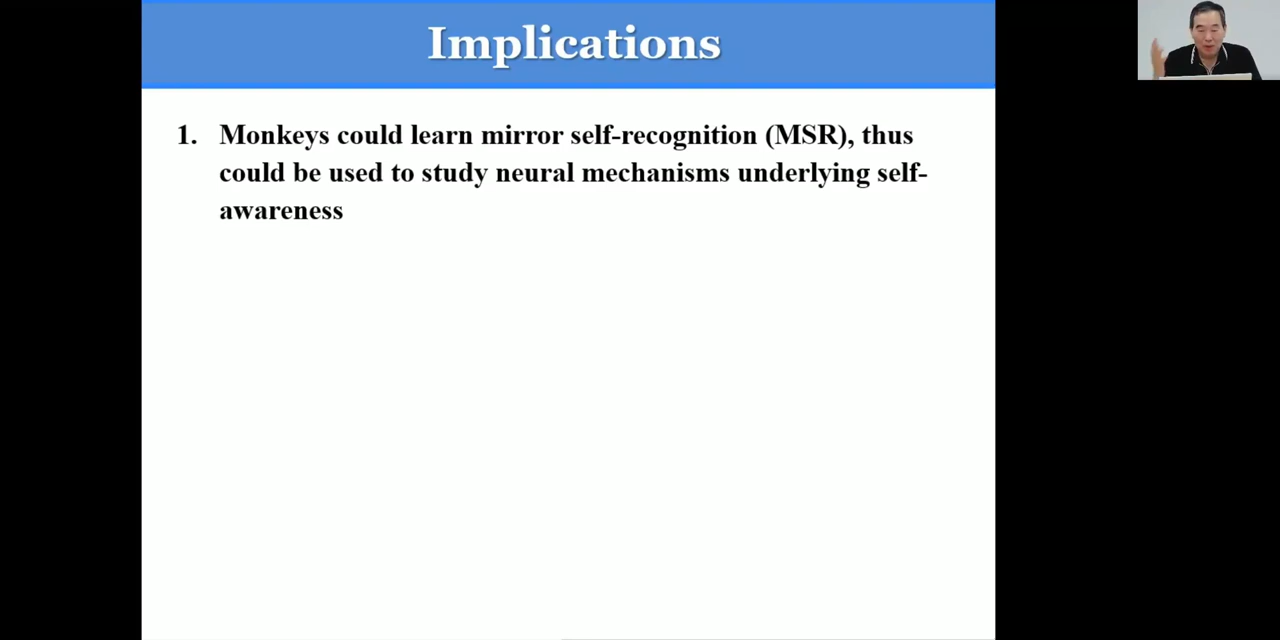 Implications
1. Monkeys could learn mirror self-recognition (MSR), thus
could be used to study neural mechanisms underlying self-
awareness